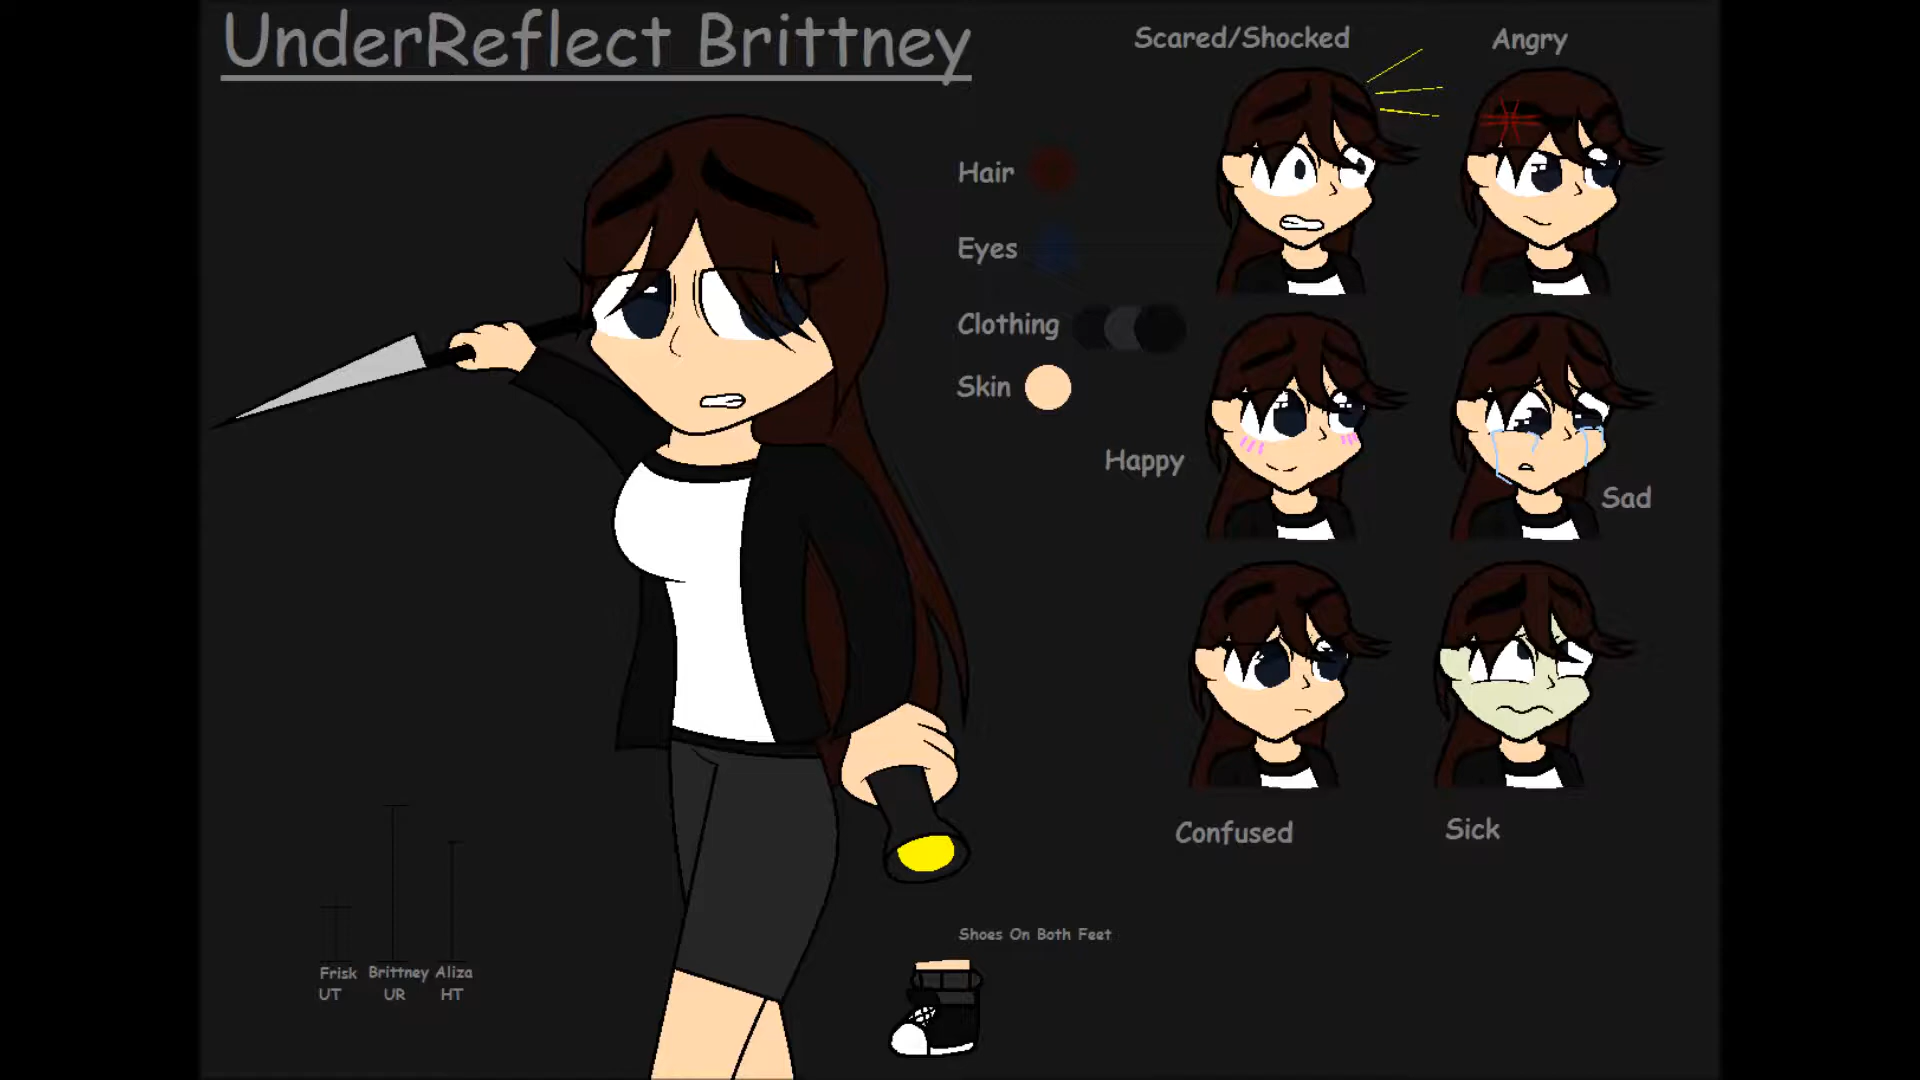 UnderReflect Brittney
Scared/Shocked
Angry
Hair
Eyes
Clothing
Skin
Happy
Sad
Confused
Sick
Shoes On Both Feet
Frisk Brittney Aliza
UT UR HT